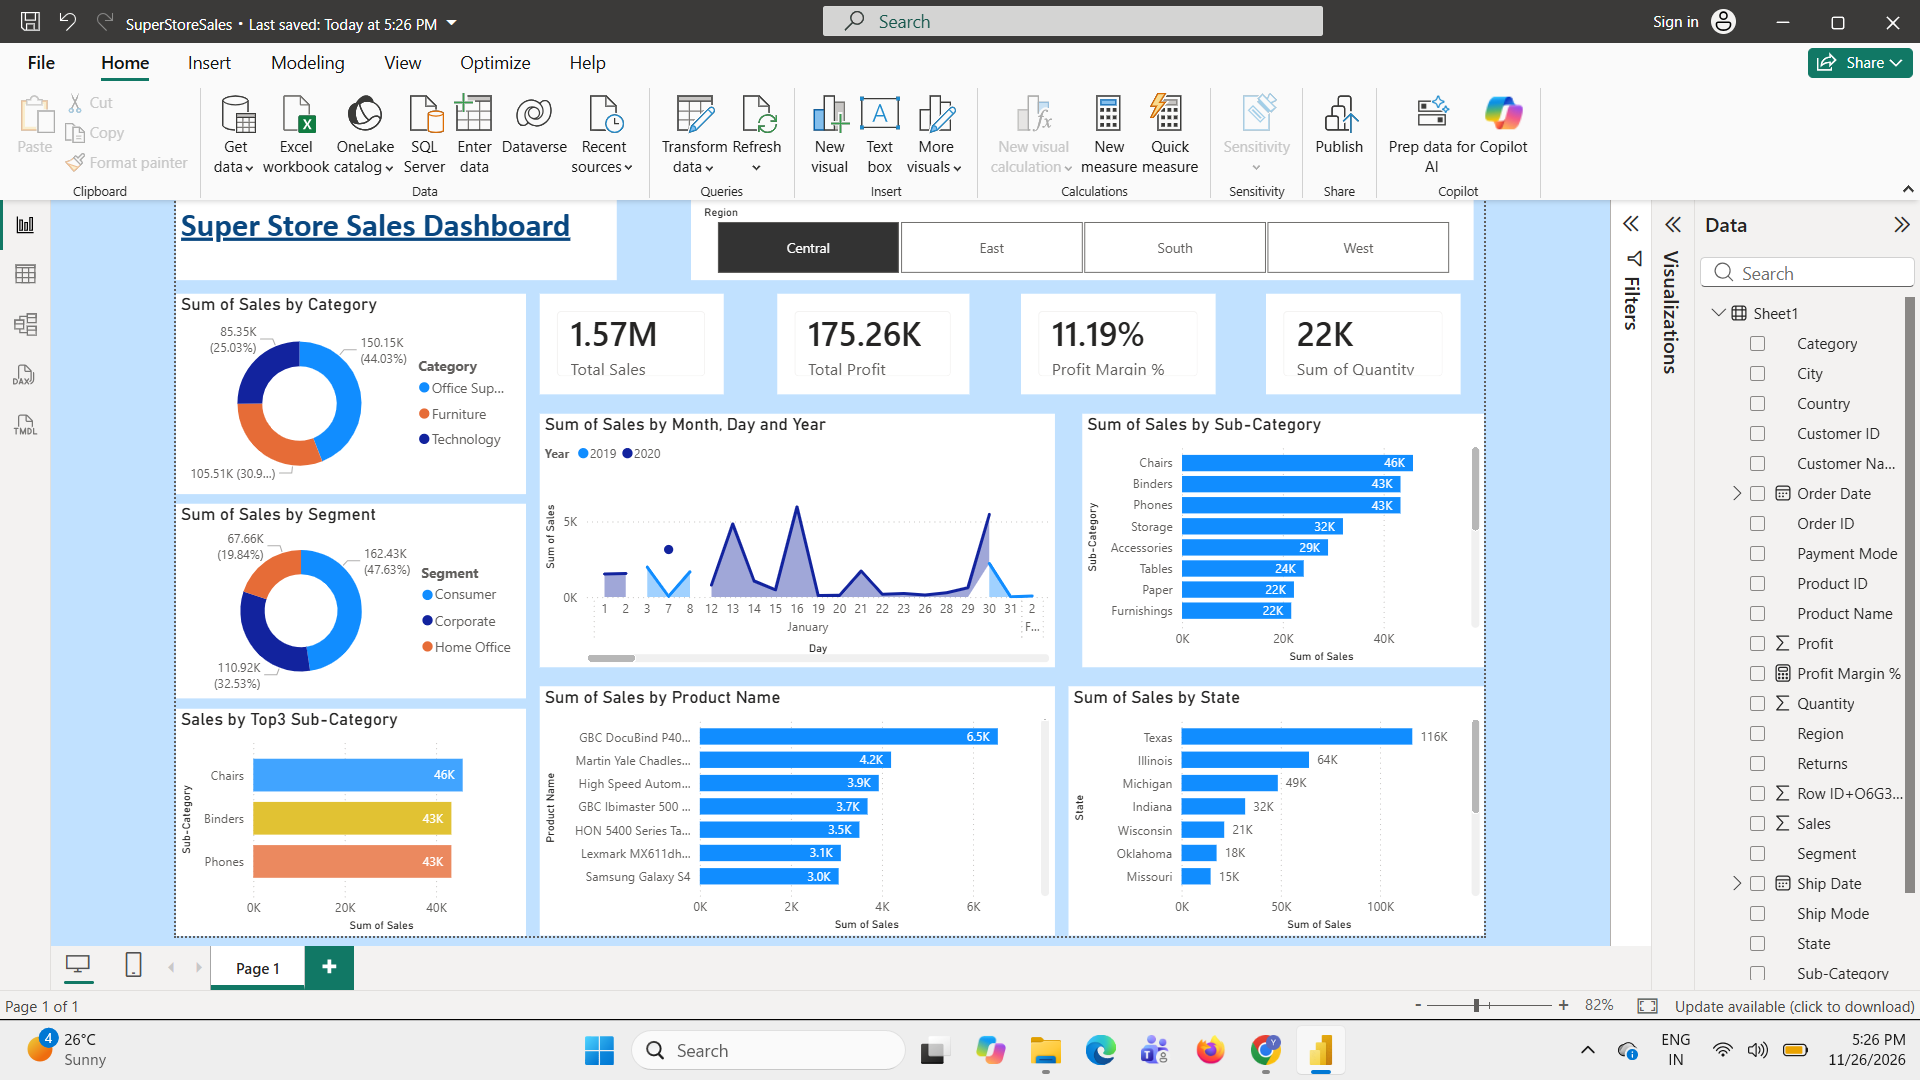 SuperStoreSales • Last saved: Today at 5:26 PM
Search
Sign in
File
Home
Insert
Modeling
View
Optimize
Help
Share
Paste
Cut
Copy
Format painter
Clipboard
Get data
Excel workbook
OneLake catalog
SQL Server
Enter data
Dataverse
Recent sources
Data
Transform data
Refresh
Queries
New visual
A
Text box
More visuals
Insert
fx
New visual calculation
New measure
Quick measure
Calculations
Sensitivity
Sensitivity
Publish
Share
Prep data for AI
Copilot
Copilot
DAX
TMDL
Super Store Sales Dashboard
Region
Central
East
South
West
Sum of Sales by Category
85.35K
(25.03%)
150.15K
(44.03%)
105.51K (30.9...)
Category
Office Sup...
Furniture
Technology
1.57M
Total Sales
175.26K
Total Profit
11.19%
Profit Margin %
22K
Sum of Quantity
Sum of Sales by Segment
67.66K
(19.84%)
162.43K
(47.63%)
110.92K
(32.53%)
Segment
Consumer
Corporate
Home Office
Sum of Sales by Month, Day and Year
Year 2019 2020
Sum of Sales
5K
0K
1 2 3 7 8 12 13 14 15 16 19 20 21 22 23 26 28 29 30 31 2
January
F...
Day
Sum of Sales by Sub-Category
Sub-Category
Chairs 46K
Binders 43K
Phones 43K
Storage 32K
Accessories 29K
Tables 24K
Paper 22K
Furnishings 22K
0K 20K 40K
Sum of Sales
Sales by Top3 Sub-Category
Sub-Category
Chairs 46K
Binders 43K
Phones 43K
0K 20K 40K
Sum of Sales
Sum of Sales by Product Name
Product Name
GBC DocuBind P40... 6.5K
Martin Yale Chadles... 4.2K
High Speed Autom... 3.9K
GBC Ibimaster 500 ... 3.7K
HON 5400 Series Ta... 3.5K
Lexmark MX611dh... 3.1K
Samsung Galaxy S4 3.0K
0K 2K 4K 6K
Sum of Sales
Sum of Sales by State
State
Texas 116K
Illinois 64K
Michigan 49K
Indiana 32K
Wisconsin 21K
Oklahoma 18K
Missouri 15K
0K 50K 100K
Sum of Sales
Filters
Visualizations
Data
Search
Sheet1
Category
City
Country
Customer ID
Customer Na...
Order Date
Order ID
Payment Mode
Product ID
Product Name
Profit
Profit Margin %
Quantity
Region
Returns
Row ID+O6G3...
Sales
Segment
Ship Date
Ship Mode
State
Sub-Category
Page 1
Page 1 of 1
- + 82%
Update available (click to download)
4
26°C
Sunny
Search
ENG
IN
5:26 PM
11/26/2026